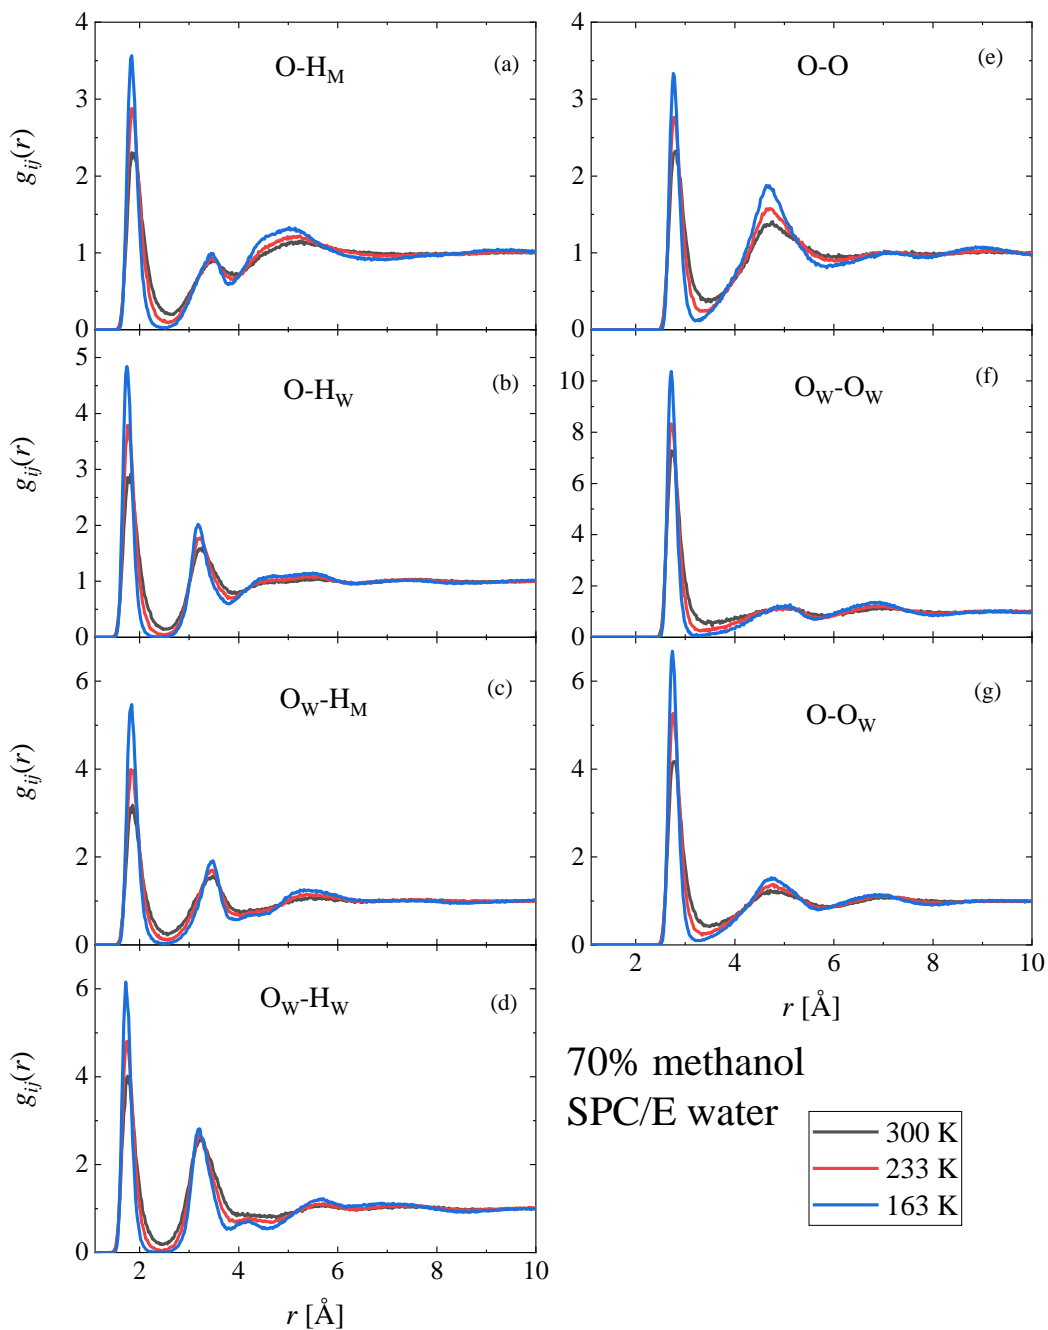 4
3
2
1
0
g_ij(r)
O-H_M
(a)
5
4
3
2
1
0
g_ij(r)
O-H_W
(b)
6
4
2
0
g_ij(r)
O_W-H_M
(c)
6
4
2
0
g_ij(r)
O_W-H_W
(d)
2 4 6 8 10
r [Å]
4
3
2
1
0
O-O
(e)
10
8
6
4
2
0
O_W-O_W
(f)
6
4
2
0
O-O_W
(g)
2 4 6 8 10
r [Å]
70% methanol
SPC/E water
300 K
233 K
163 K